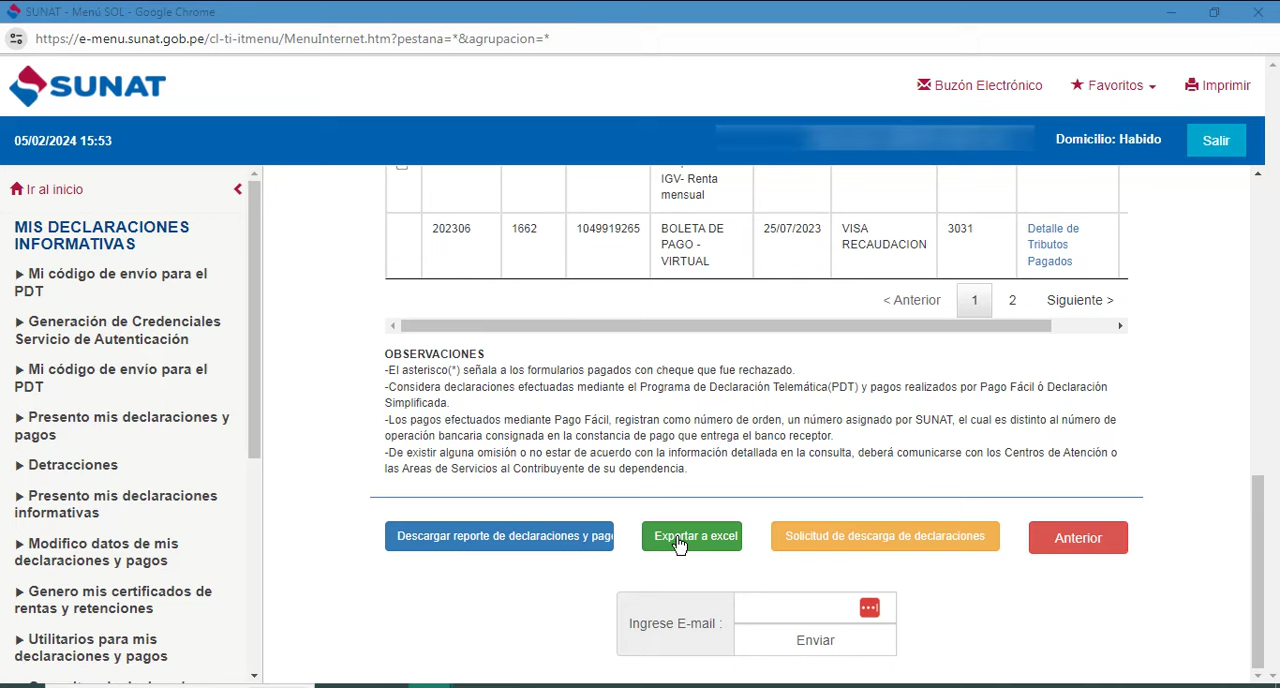 SUNAT - Menú SOL - Google Chrome
https://e-menu.sunat.gob.pe/cl-ti-itmenu/MenuInternet.htm?pestana=*&agrupacion=*
SUNAT
Buzón Electrónico
Favoritos
Imprimir
05/02/2024 15:53
Domicilio: Habido
Salir
Ir al inicio
MIS DECLARACIONES
INFORMATIVAS
Mi código de envío para el
PDT
Generación de Credenciales
Servicio de Autenticación
Mi código de envío para el
PDT
Presento mis declaraciones y
pagos
Detracciones
Presento mis declaraciones
informativas
Modifico datos de mis
declaraciones y pagos
Genero mis certificados de
rentas y retenciones
Utilitarios para mis
declaraciones y pagos
IGV- Renta
mensual
202306
1662
1049919265
BOLETA DE
PAGO -
VIRTUAL
25/07/2023
VISA
RECAUDACION
3031
Detalle de
Tributos
Pagados
< Anterior
1
2
Siguiente >
OBSERVACIONES
-El asterisco(*) señala a los formularios pagados con cheque que fue rechazado.
-Considera declaraciones efectuadas mediante el Programa de Declaración Telemática(PDT) y pagos realizados por Pago Fácil ó Declaración
Simplificada.
-Los pagos efectuados mediante Pago Fácil, registran como número de orden, un número asignado por SUNAT, el cual es distinto al número de
operación bancaria consignada en la constancia de pago que entrega el banco receptor.
-De existir alguna omisión o no estar de acuerdo con la información detallada en la consulta, deberá comunicarse con los Centros de Atención o
las Areas de Servicios al Contribuyente de su dependencia.
Descargar reporte de declaraciones y pago
Exportar a excel
Solicitud de descarga de declaraciones
Anterior
Ingrese E-mail :
Enviar